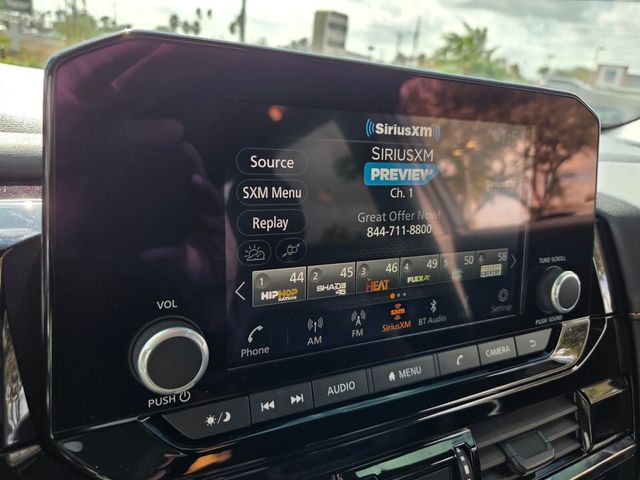 SiriusXM
SIRIUSXM
PREVIEW
Ch. 1
Great Offer Now!
844-711-8800
Source
SXM Menu
Replay
SiriusXM
1 44
HIPHOP
NATION
2 45
SHADE
45
3 46
HEAT
4 49
FLEX
5 50
6 58
Phone
AM
FM
sxm
SiriusXM
BT Audio
Settings
VOL
PUSH
TUNE·SCROLL
PUSH SOUND
AUDIO
MENU
CAMERA